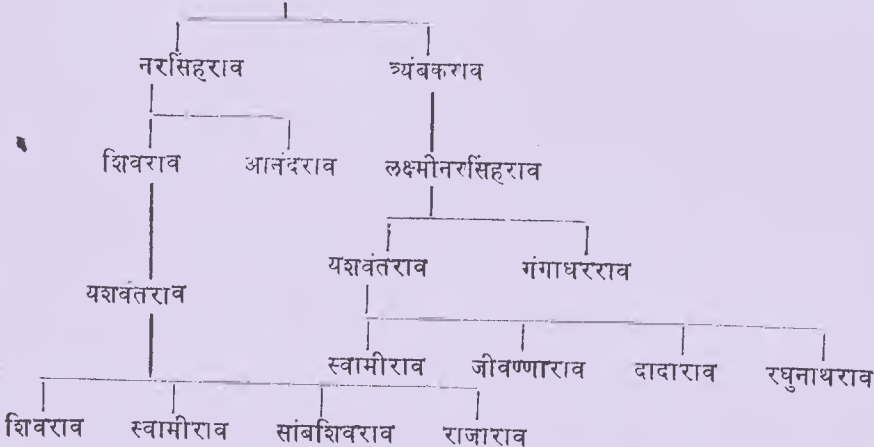 नरसिंहराव त्र्यंबकराव
शिवराव आनंदराव लक्ष्मीनरसिंहराव
यशवंतराव गंगाधरराव
यशवंतराव
स्वामीराव जीवण्णाराव दादाराव रघुनाथराव
शिवराव स्वामीराव सांबशिवराव राजाराव